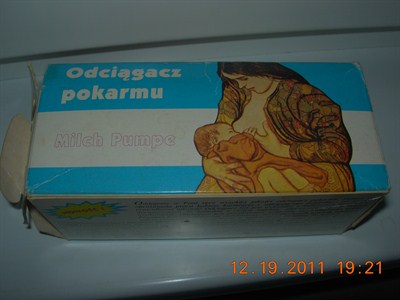 Odciągacz
pokarmu
Milch Pumpe
12.19.2011 19:21